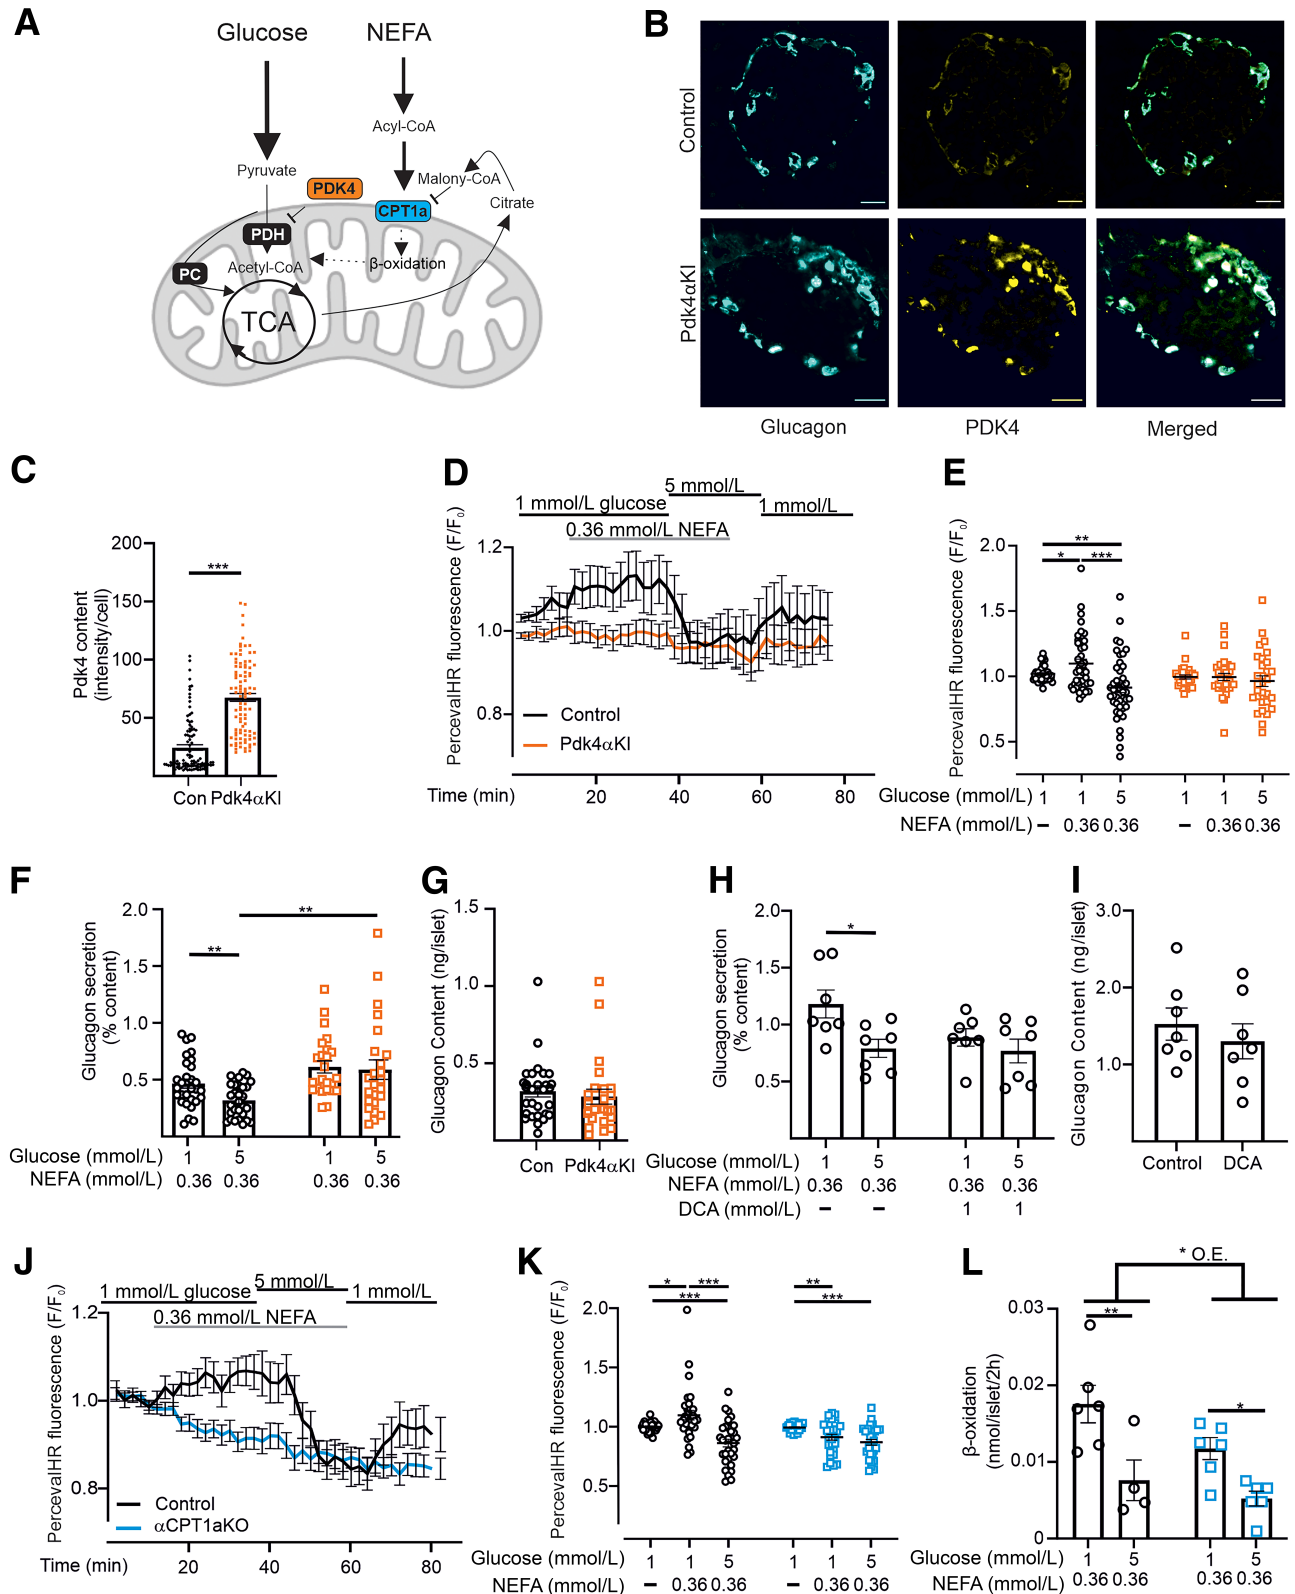 A
Glucose
NEFA
Acyl-CoA
Pyruvate
PDK4
Malony-CoA
CPT1a
Citrate
PDH
Acetyl-CoA
β-oxidation
PC
TCA
B
Control
Pdk4αKI
Glucagon
PDK4
Merged
C
Pdk4 content
(intensity/cell)
200
150
100
50
***
Con
Pdk4αKI
D
PercevalHR fluorescence (F/F0)
5 mmol/L
1 mmol/L glucose
1 mmol/L
0.36 mmol/L NEFA
1.2
1.0
0.8
Control
Pdk4αKI
Time (min)
20
40
60
80
E
PercevalHR fluorescence (F/F0)
2.0
1.5
1.0
0.5
**
*
***
Glucose (mmol/L)
1
1
5
1
1
5
NEFA (mmol/L)
–
0.36
0.36
–
0.36
0.36
F
Glucagon secretion
(% content)
2.0
1.5
1.0
0.5
**
**
Glucose (mmol/L)
1
5
1
5
NEFA (mmol/L)
0.36
0.36
0.36
0.36
G
Glucagon Content (ng/islet)
1.5
1.0
0.5
Con
Pdk4αKI
H
Glucagon secretion
(% content)
2.0
1.5
1.0
0.5
*
Glucose (mmol/L)
1
5
1
5
NEFA (mmol/L)
0.36
0.36
0.36
0.36
DCA (mmol/L)
–
–
1
1
I
Glucagon Content (ng/islet)
3.0
2.0
1.0
Control
DCA
J
PercevalHR fluorescence (F/F0)
5 mmol/L
1 mmol/L glucose
1 mmol/L
0.36 mmol/L NEFA
1.2
1.0
0.8
Control
αCPT1aKO
Time (min)
20
40
60
80
K
PercevalHR fluorescence (F/F0)
2.0
1.5
1.0
0.5
*
***
***
**
***
Glucose (mmol/L)
1
1
5
1
1
5
NEFA (mmol/L)
–
0.36
0.36
–
0.36
0.36
L
* O.E.
β-oxidation
(nmol/islet/2h)
0.03
0.02
0.01
0
**
*
Glucose (mmol/L)
1
5
1
5
NEFA (mmol/L)
0.36
0.36
0.36
0.36